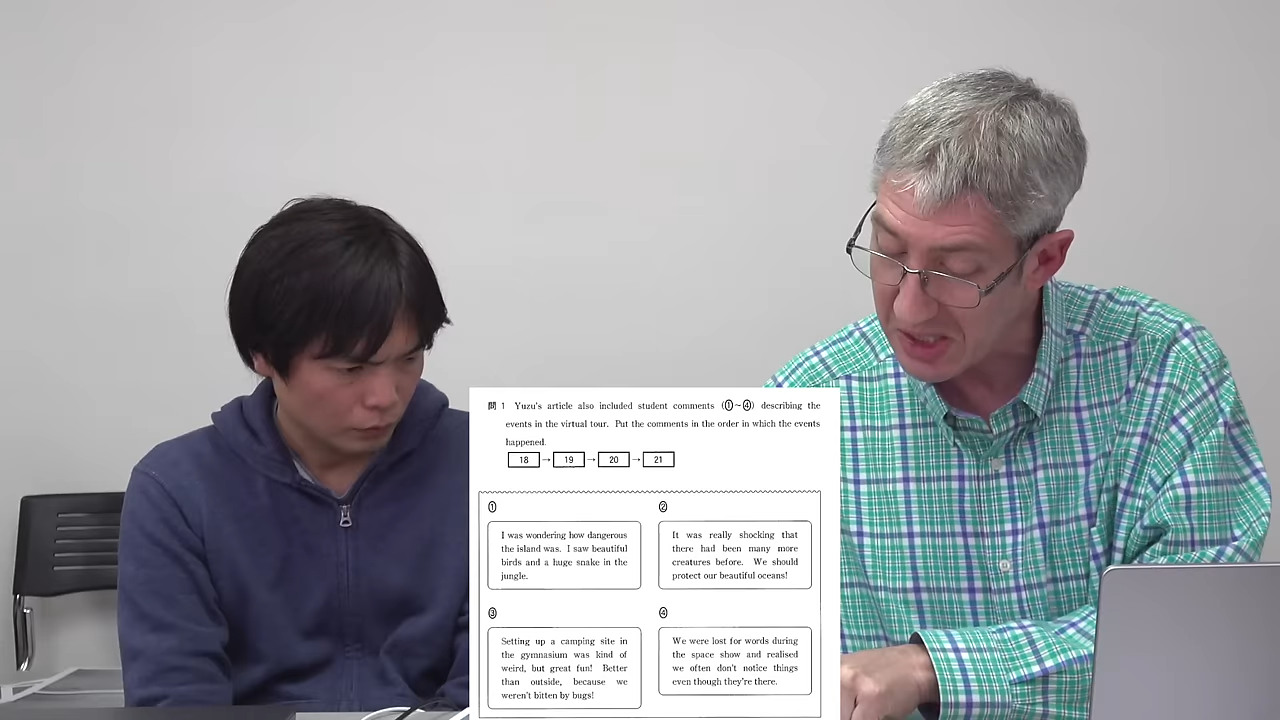 問 1 Yuzu's article also included student comments (①~④) describing the
events in the virtual tour. Put the comments in the order in which the events
happened.
18 → 19 → 20 → 21
①
I was wondering how dangerous
the island was. I saw beautiful
birds and a huge snake in the
jungle.
②
It was really shocking that
there had been many more
creatures before. We should
protect our beautiful oceans!
③
Setting up a camping site in
the gymnasium was kind of
weird, but great fun! Better
than outside, because we
weren't bitten by bugs!
④
We were lost for words during
the space show and realised
we often don't notice things
even though they're there.